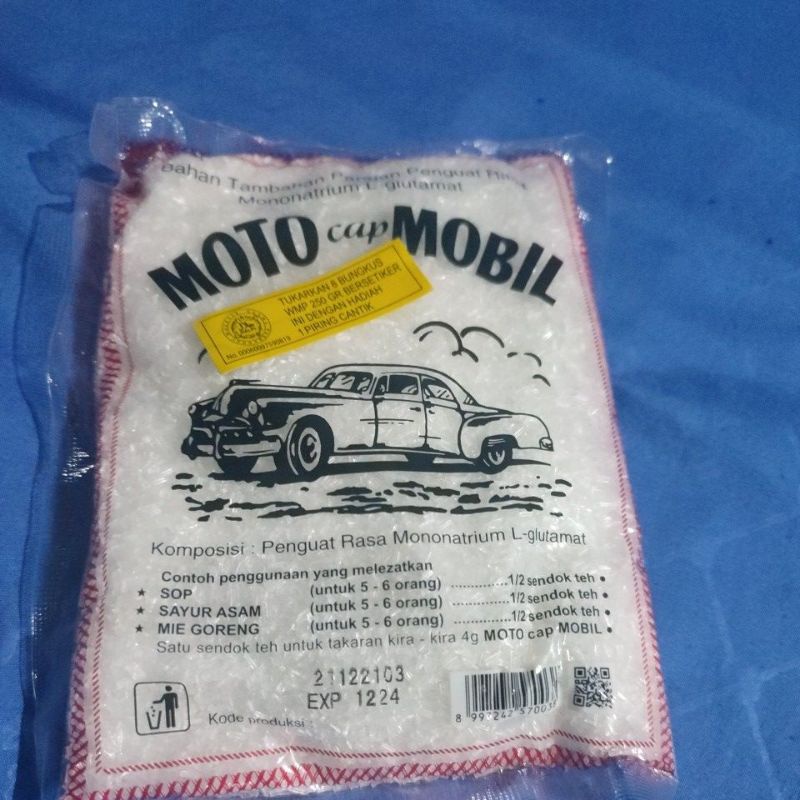 Bahan Tambahan Pangan Penguat Rasa
Mononatrium L-glutamat
MOTO cap MOBIL
TUKARKAN 8 BUNGKUS
WMP 250 GR BERSETIKER
INI DENGAN HADIAH
1 PIRING CANTIK
Komposisi : Penguat Rasa Mononatrium L-glutamat
Contoh penggunaan yang melezatkan
★ SOP (untuk 5 - 6 orang) ..............1/2 sendok teh •
★ SAYUR ASAM (untuk 5 - 6 orang) ..............1/2 sendok teh •
★ MIE GORENG (untuk 5 - 6 orang) ..............1/2 sendok teh •
Satu sendok teh untuk takaran kira - kira 4g MOTO cap MOBIL •
21122103
EXP 1224
Kode produksi :